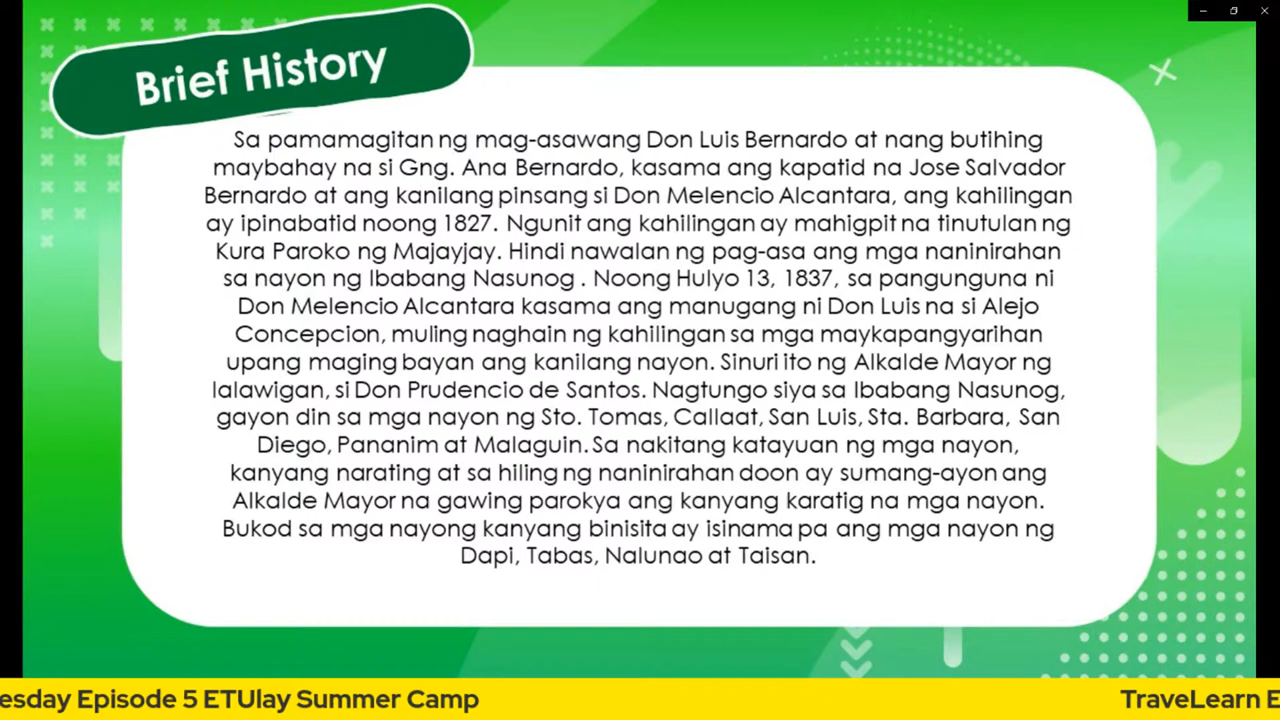 Brief History
Sa pamamagitan ng mag-asawang Don Luis Bernardo at nang butihing
maybahay na si Gng. Ana Bernardo, kasama ang kapatid na Jose Salvador
Bernardo at ang kanilang pinsang si Don Melencio Alcantara, ang kahilingan
ay ipinabatid noong 1827. Ngunit ang kahilingan ay mahigpit na tinutulan ng
Kura Paroko ng Majayjay. Hindi nawalan ng pag-asa ang mga naninirahan
sa nayon ng Ibabang Nasunog . Noong Hulyo 13, 1837, sa pangunguna ni
Don Melencio Alcantara kasama ang manugang ni Don Luis na si Alejo
Concepcion, muling naghain ng kahilingan sa mga maykapangyarihan
upang maging bayan ang kanilang nayon. Sinuri ito ng Alkalde Mayor ng
lalawigan, si Don Prudencio de Santos. Nagtungo siya sa Ibabang Nasunog,
gayon din sa mga nayon ng Sto. Tomas, Callaat, San Luis, Sta. Barbara, San
Diego, Pananim at Malaguin. Sa nakitang katayuan ng mga nayon,
kanyang narating at sa hiling ng naninirahan doon ay sumang-ayon ang
Alkalde Mayor na gawing parokya ang kanyang karatig na mga nayon.
Bukod sa mga nayong kanyang binisita ay isinama pa ang mga nayon ng
Dapi, Tabas, Nalunao at Taisan.
esday Episode 5 ETUlay Summer Camp
TraveLearn E